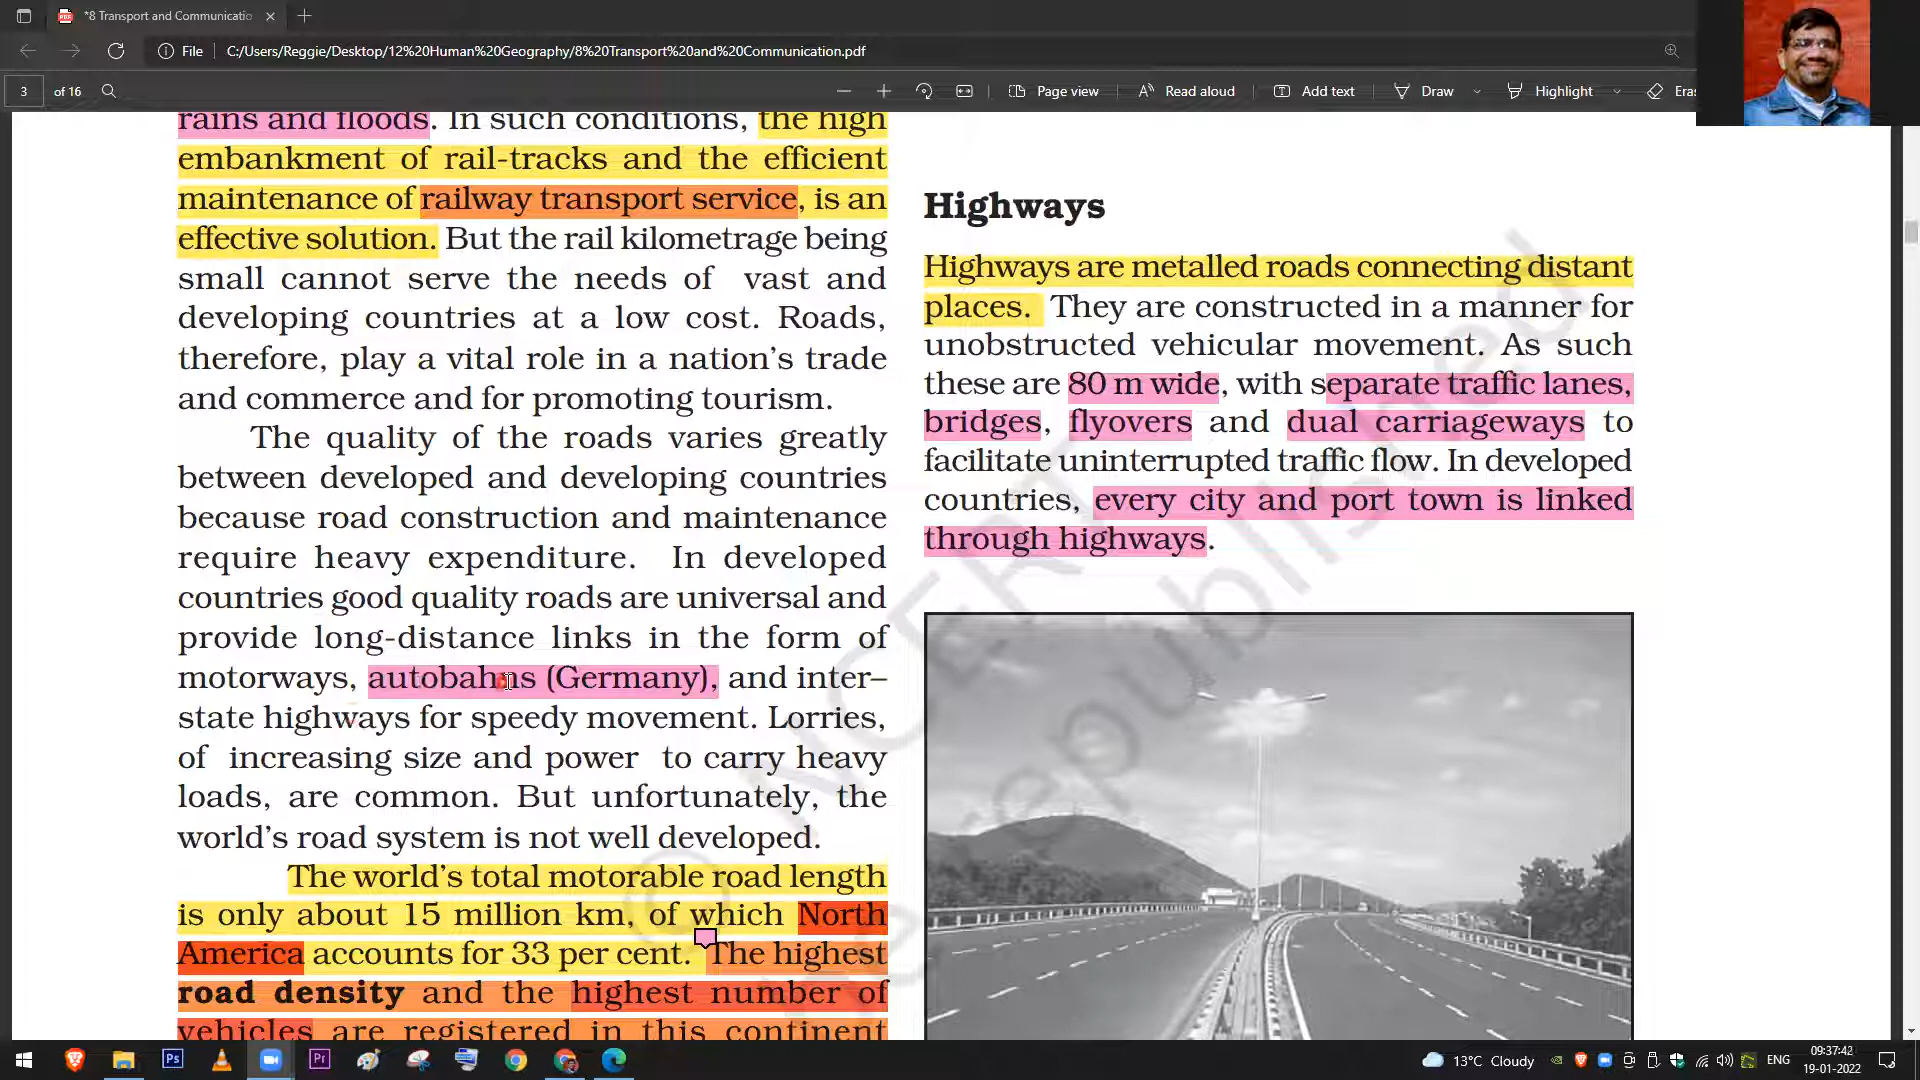 *8 Transport and Communicatio
File
C:/Users/Reggie/Desktop/12%20Human%20Geography/8%20Transport%20and%20Communication.pdf
3 of 16
Page view
Read aloud
Add text
Draw
Highlight
Eras
rains and floods. In such conditions, the high
embankment of rail-tracks and the efficient
maintenance of railway transport service, is an
effective solution. But the rail kilometrage being
small cannot serve the needs of vast and
developing countries at a low cost. Roads,
therefore, play a vital role in a nation's trade
and commerce and for promoting tourism.
The quality of the roads varies greatly
between developed and developing countries
because road construction and maintenance
require heavy expenditure. In developed
countries good quality roads are universal and
provide long-distance links in the form of
motorways, autobahns (Germany), and inter–
state highways for speedy movement. Lorries,
of increasing size and power to carry heavy
loads, are common. But unfortunately, the
world's road system is not well developed.
The world's total motorable road length
is only about 15 million km, of which North
America accounts for 33 per cent. The highest
road density and the highest number of
vehicles are registered in this continent
Highways
Highways are metalled roads connecting distant
places. They are constructed in a manner for
unobstructed vehicular movement. As such
these are 80 m wide, with separate traffic lanes,
bridges, flyovers and dual carriageways to
facilitate uninterrupted traffic flow. In developed
countries, every city and port town is linked
through highways.
© NCERT
republished
Ps
Pr
13°C Cloudy
ENG
09:37:42
19-01-2022